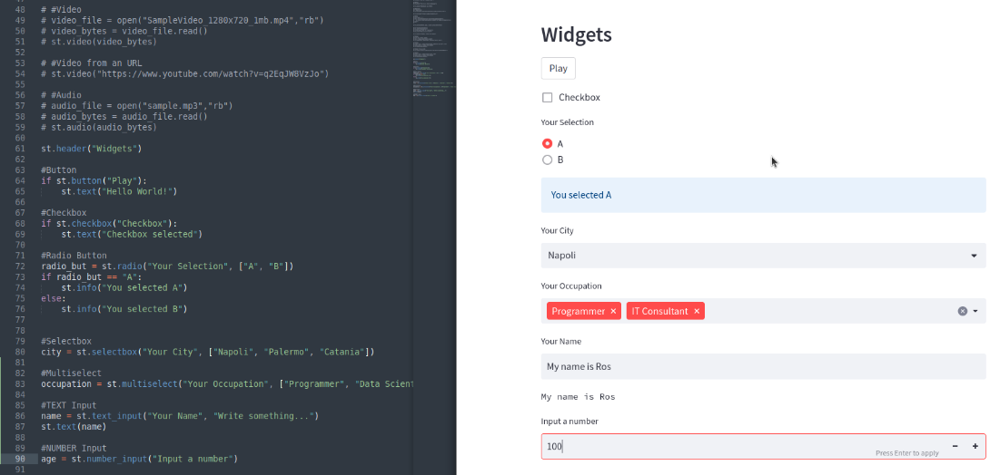 48 # #Video
49 # video_file = open("SampleVideo_1280x720_1mb.mp4","rb")
50 # video_bytes = video_file.read()
51 # st.video(video_bytes)
52
53 # #Video from an URL
54 # st.video("https://www.youtube.com/watch?v=q2EqJW8VzJo")
55
56 # #Audio
57 # audio_file = open("sample.mp3","rb")
58 # audio_bytes = audio_file.read()
59 # st.audio(audio_bytes)
60
61 st.header("Widgets")
62
63 #Button
64 if st.button("Play"):
65     st.text("Hello World!")
66
67 #Checkbox
68 if st.checkbox("Checkbox"):
69     st.text("Checkbox selected")
70
71 #Radio Button
72 radio_but = st.radio("Your Selection", ["A", "B"])
73 if radio_but == "A":
74     st.info("You selected A")
75 else:
76     st.info("You selected B")
77
78
79 #Selectbox
80 city = st.selectbox("Your City", ["Napoli", "Palermo", "Catania"])
81
82 #Multiselect
83 occupation = st.multiselect("Your Occupation", ["Programmer", "Data Scient
84
85 #TEXT Input
86 name = st.text_input("Your Name", "Write something...")
87 st.text(name)
88
89 #NUMBER Input
90 age = st.number_input("Input a number")
91
Widgets
Play
Checkbox
Your Selection
A
B
You selected A
Your City
Napoli
Your Occupation
Programmer × IT Consultant ×
Your Name
My name is Ros
My name is Ros
Input a number
100
Press Enter to apply
− +